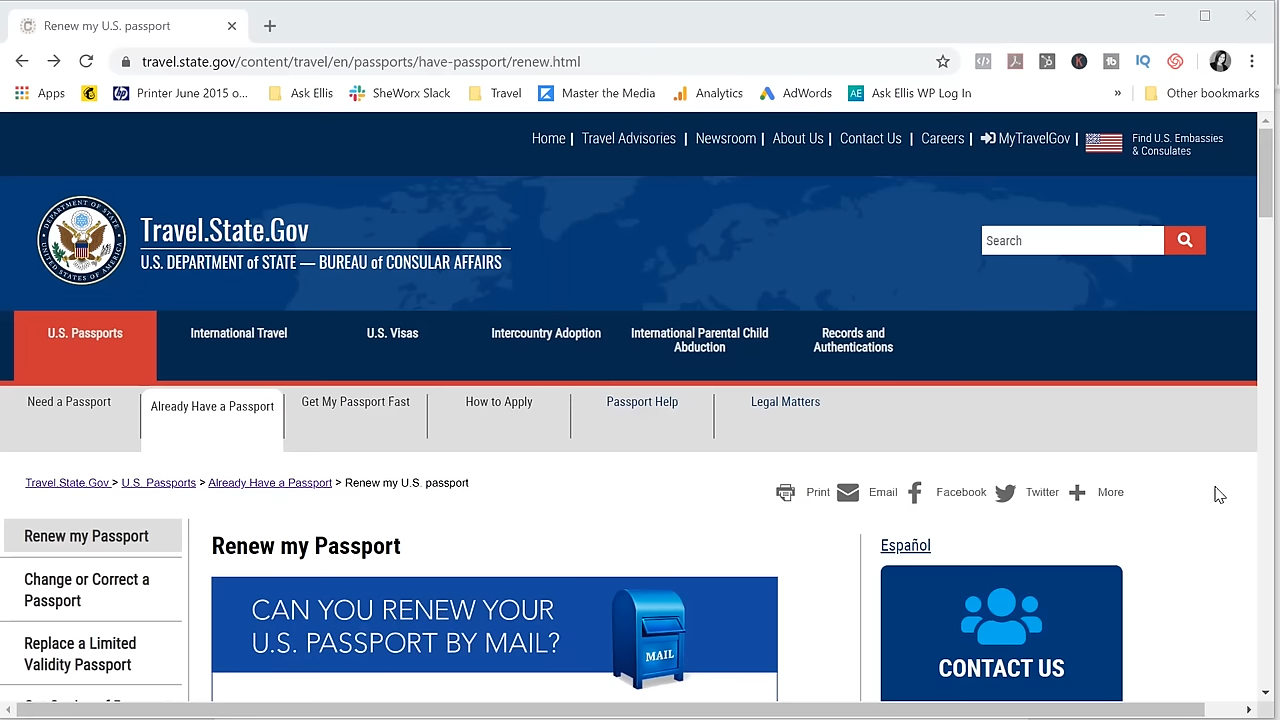 Renew my U.S. passport
travel.state.gov/content/travel/en/passports/have-passport/renew.html
IQ
Apps
Printer June 2015 o...
Ask Ellis
SheWorx Slack
Travel
Master the Media
Analytics
AdWords
AE
Ask Ellis WP Log In
»
Other bookmarks
Home | Travel Advisories | Newsroom | About Us | Contact Us | Careers | MyTravelGov |
Find U.S. Embassies
& Consulates
Travel.State.Gov
U.S. DEPARTMENT of STATE — BUREAU of CONSULAR AFFAIRS
Search
U.S. Passports
International Travel
U.S. Visas
Intercountry Adoption
International Parental Child
Abduction
Records and
Authentications
Need a Passport
Already Have a Passport
Get My Passport Fast
How to Apply
Passport Help
Legal Matters
Travel.State.Gov > U.S. Passports > Already Have a Passport > Renew my U.S. passport
Print
Email
Facebook
Twitter
More
Renew my Passport
Change or Correct a
Passport
Replace a Limited
Validity Passport
Renew my Passport
CAN YOU RENEW YOUR
U.S. PASSPORT BY MAIL?
MAIL
Español
CONTACT US